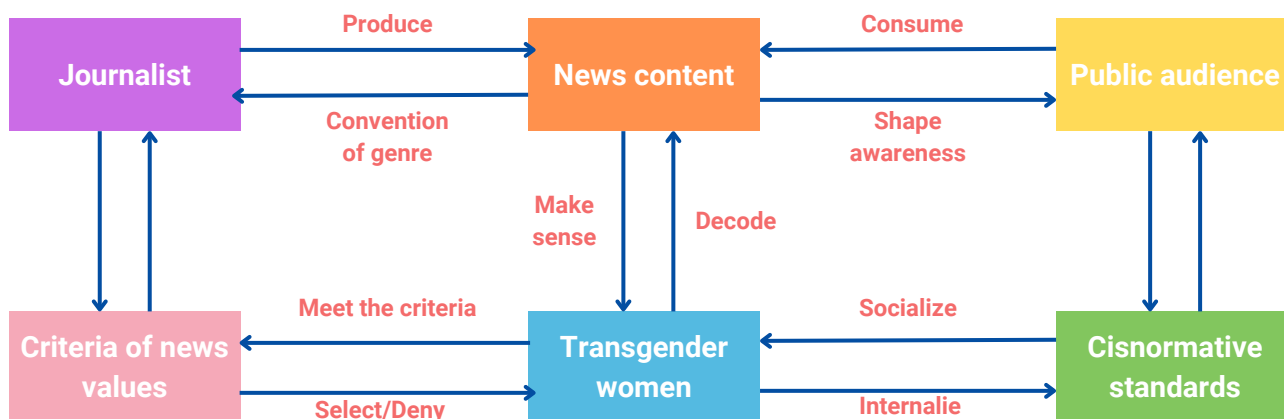 Produce
Consume
Journalist
News content
Public audience
Convention
of genre
Shape
awareness
Make
sense
Decode
Meet the criteria
Socialize
Criteria of news
values
Transgender
women
Cisnormative
standards
Select/Deny
Internalie